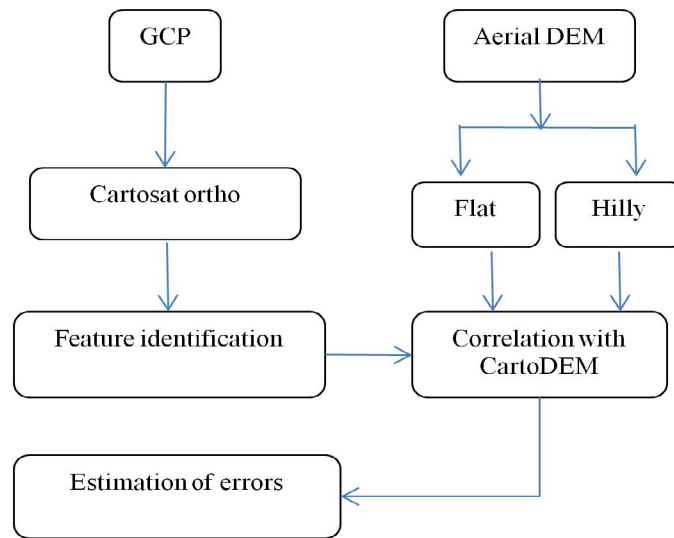 GCP
Aerial DEM
Cartosat ortho
Flat
Hilly
Feature identification
Correlation with
CartoDEM
Estimation of errors